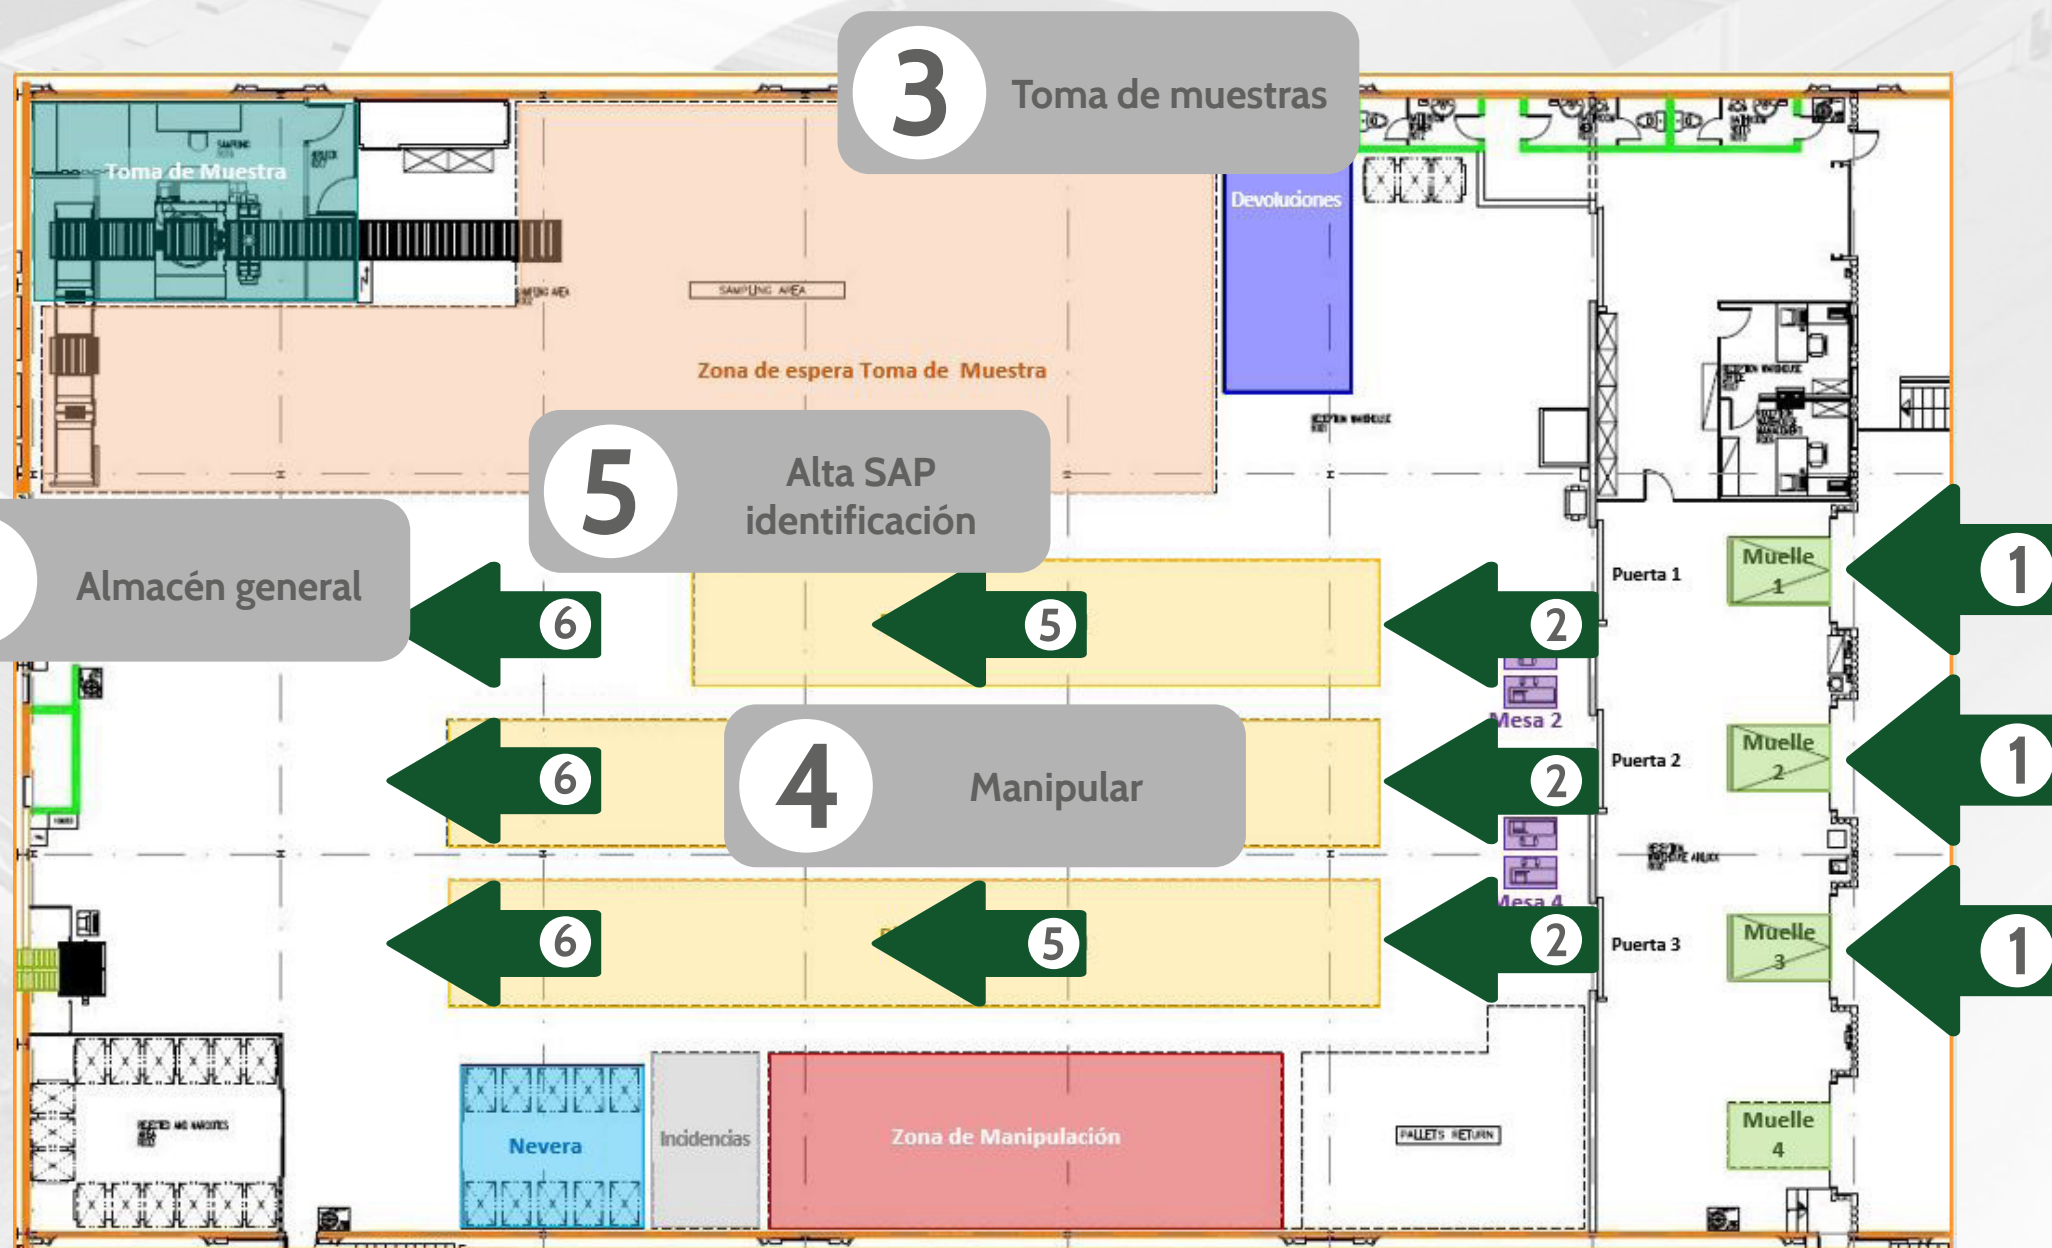 3
Toma de muestras
Toma de Muestra
Devoluciones
SAMPLING AREA
Zona de espera Toma de Muestra
5
Alta SAP
identificación
Almacén general
6
5
2
Puerta 1
Muelle
1
1
Mesa 2
6
4
Manipular
2
Puerta 2
Muelle
2
1
Mesa 4
6
5
2
Puerta 3
Muelle
3
1
Nevera
Incidencias
Zona de Manipulación
PALLETS RETURN
Muelle
4